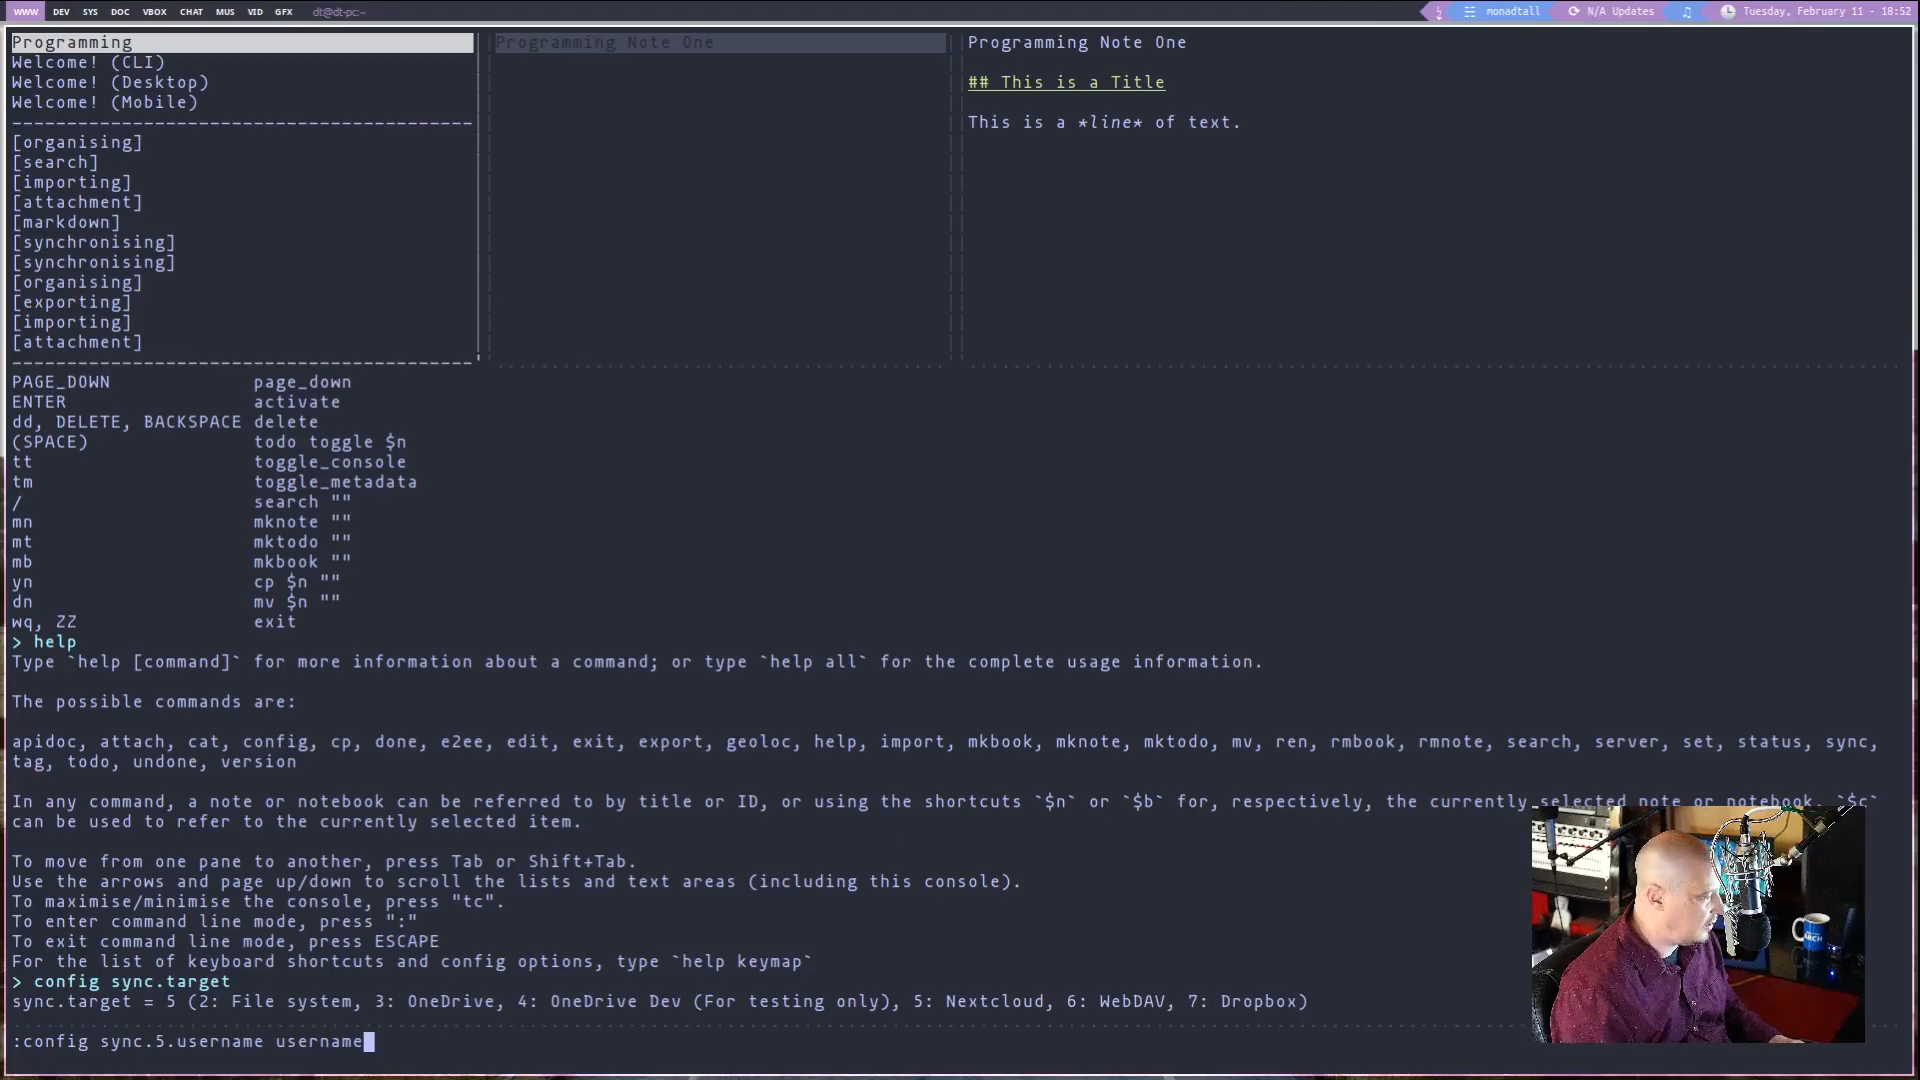 WWW DEV SYS DOC VBOX CHAT MUS VID GFX dt@dt-pc:~
monadtall N/A Updates Tuesday, February 11 - 18:52
Programming
Welcome! (CLI)
Welcome! (Desktop)
Welcome! (Mobile)
[organising]
[search]
[importing]
[attachment]
[markdown]
[synchronising]
[synchronising]
[organising]
[exporting]
[importing]
[attachment]
Programming Note One
Programming Note One
## This is a Title
This is a *line* of text.
PAGE_DOWN page_down
ENTER activate
dd, DELETE, BACKSPACE delete
(SPACE) todo toggle $n
tt toggle_console
tm toggle_metadata
/ search ""
mn mknote ""
mt mktodo ""
mb mkbook ""
yn cp $n ""
dn mv $n ""
wq, ZZ exit
> help
Type `help [command]` for more information about a command; or type `help all` for the complete usage information.
The possible commands are:
apidoc, attach, cat, config, cp, done, e2ee, edit, exit, export, geoloc, help, import, mkbook, mknote, mktodo, mv, ren, rmbook, rmnote, search, server, set, status, sync,
tag, todo, undone, version
In any command, a note or notebook can be referred to by title or ID, or using the shortcuts `$n` or `$b` for, respectively, the currently selected note or notebook. `$c`
can be used to refer to the currently selected item.
To move from one pane to another, press Tab or Shift+Tab.
Use the arrows and page up/down to scroll the lists and text areas (including this console).
To maximise/minimise the console, press "tc".
To enter command line mode, press ":"
To exit command line mode, press ESCAPE
For the list of keyboard shortcuts and config options, type `help keymap`
> config sync.target
sync.target = 5 (2: File system, 3: OneDrive, 4: OneDrive Dev (For testing only), 5: Nextcloud, 6: WebDAV, 7: Dropbox)
:config sync.5.username username
ARCH